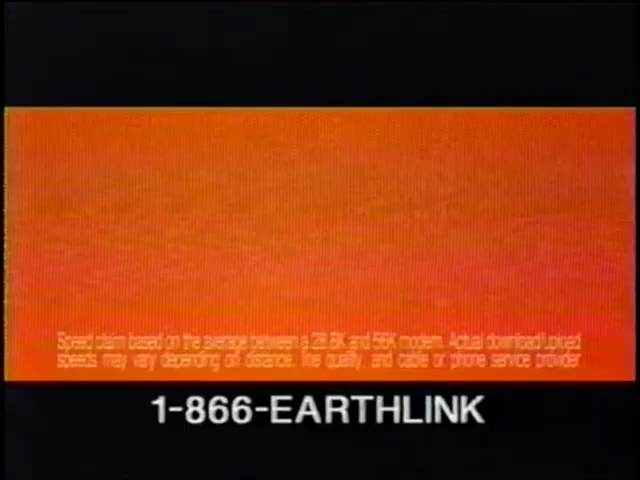 Speed claim based on the average between a 28.8K and 56K modem. Actual download/upload
speeds may vary depending on distance, line quality, and cable or phone service provider
1-866-EARTHLINK